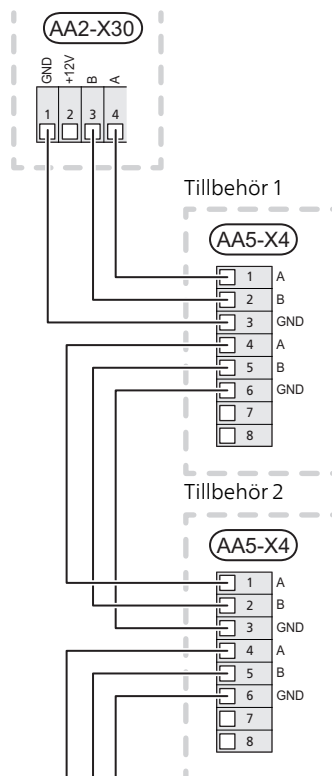 AA2-X30
GND +12V B A
1 2 3 4
Tillbehör 1
AA5-X4
1 A
2 B
3 GND
4 A
5 B
6 GND
7
8
Tillbehör 2
AA5-X4
1 A
2 B
3 GND
4 A
5 B
6 GND
7
8